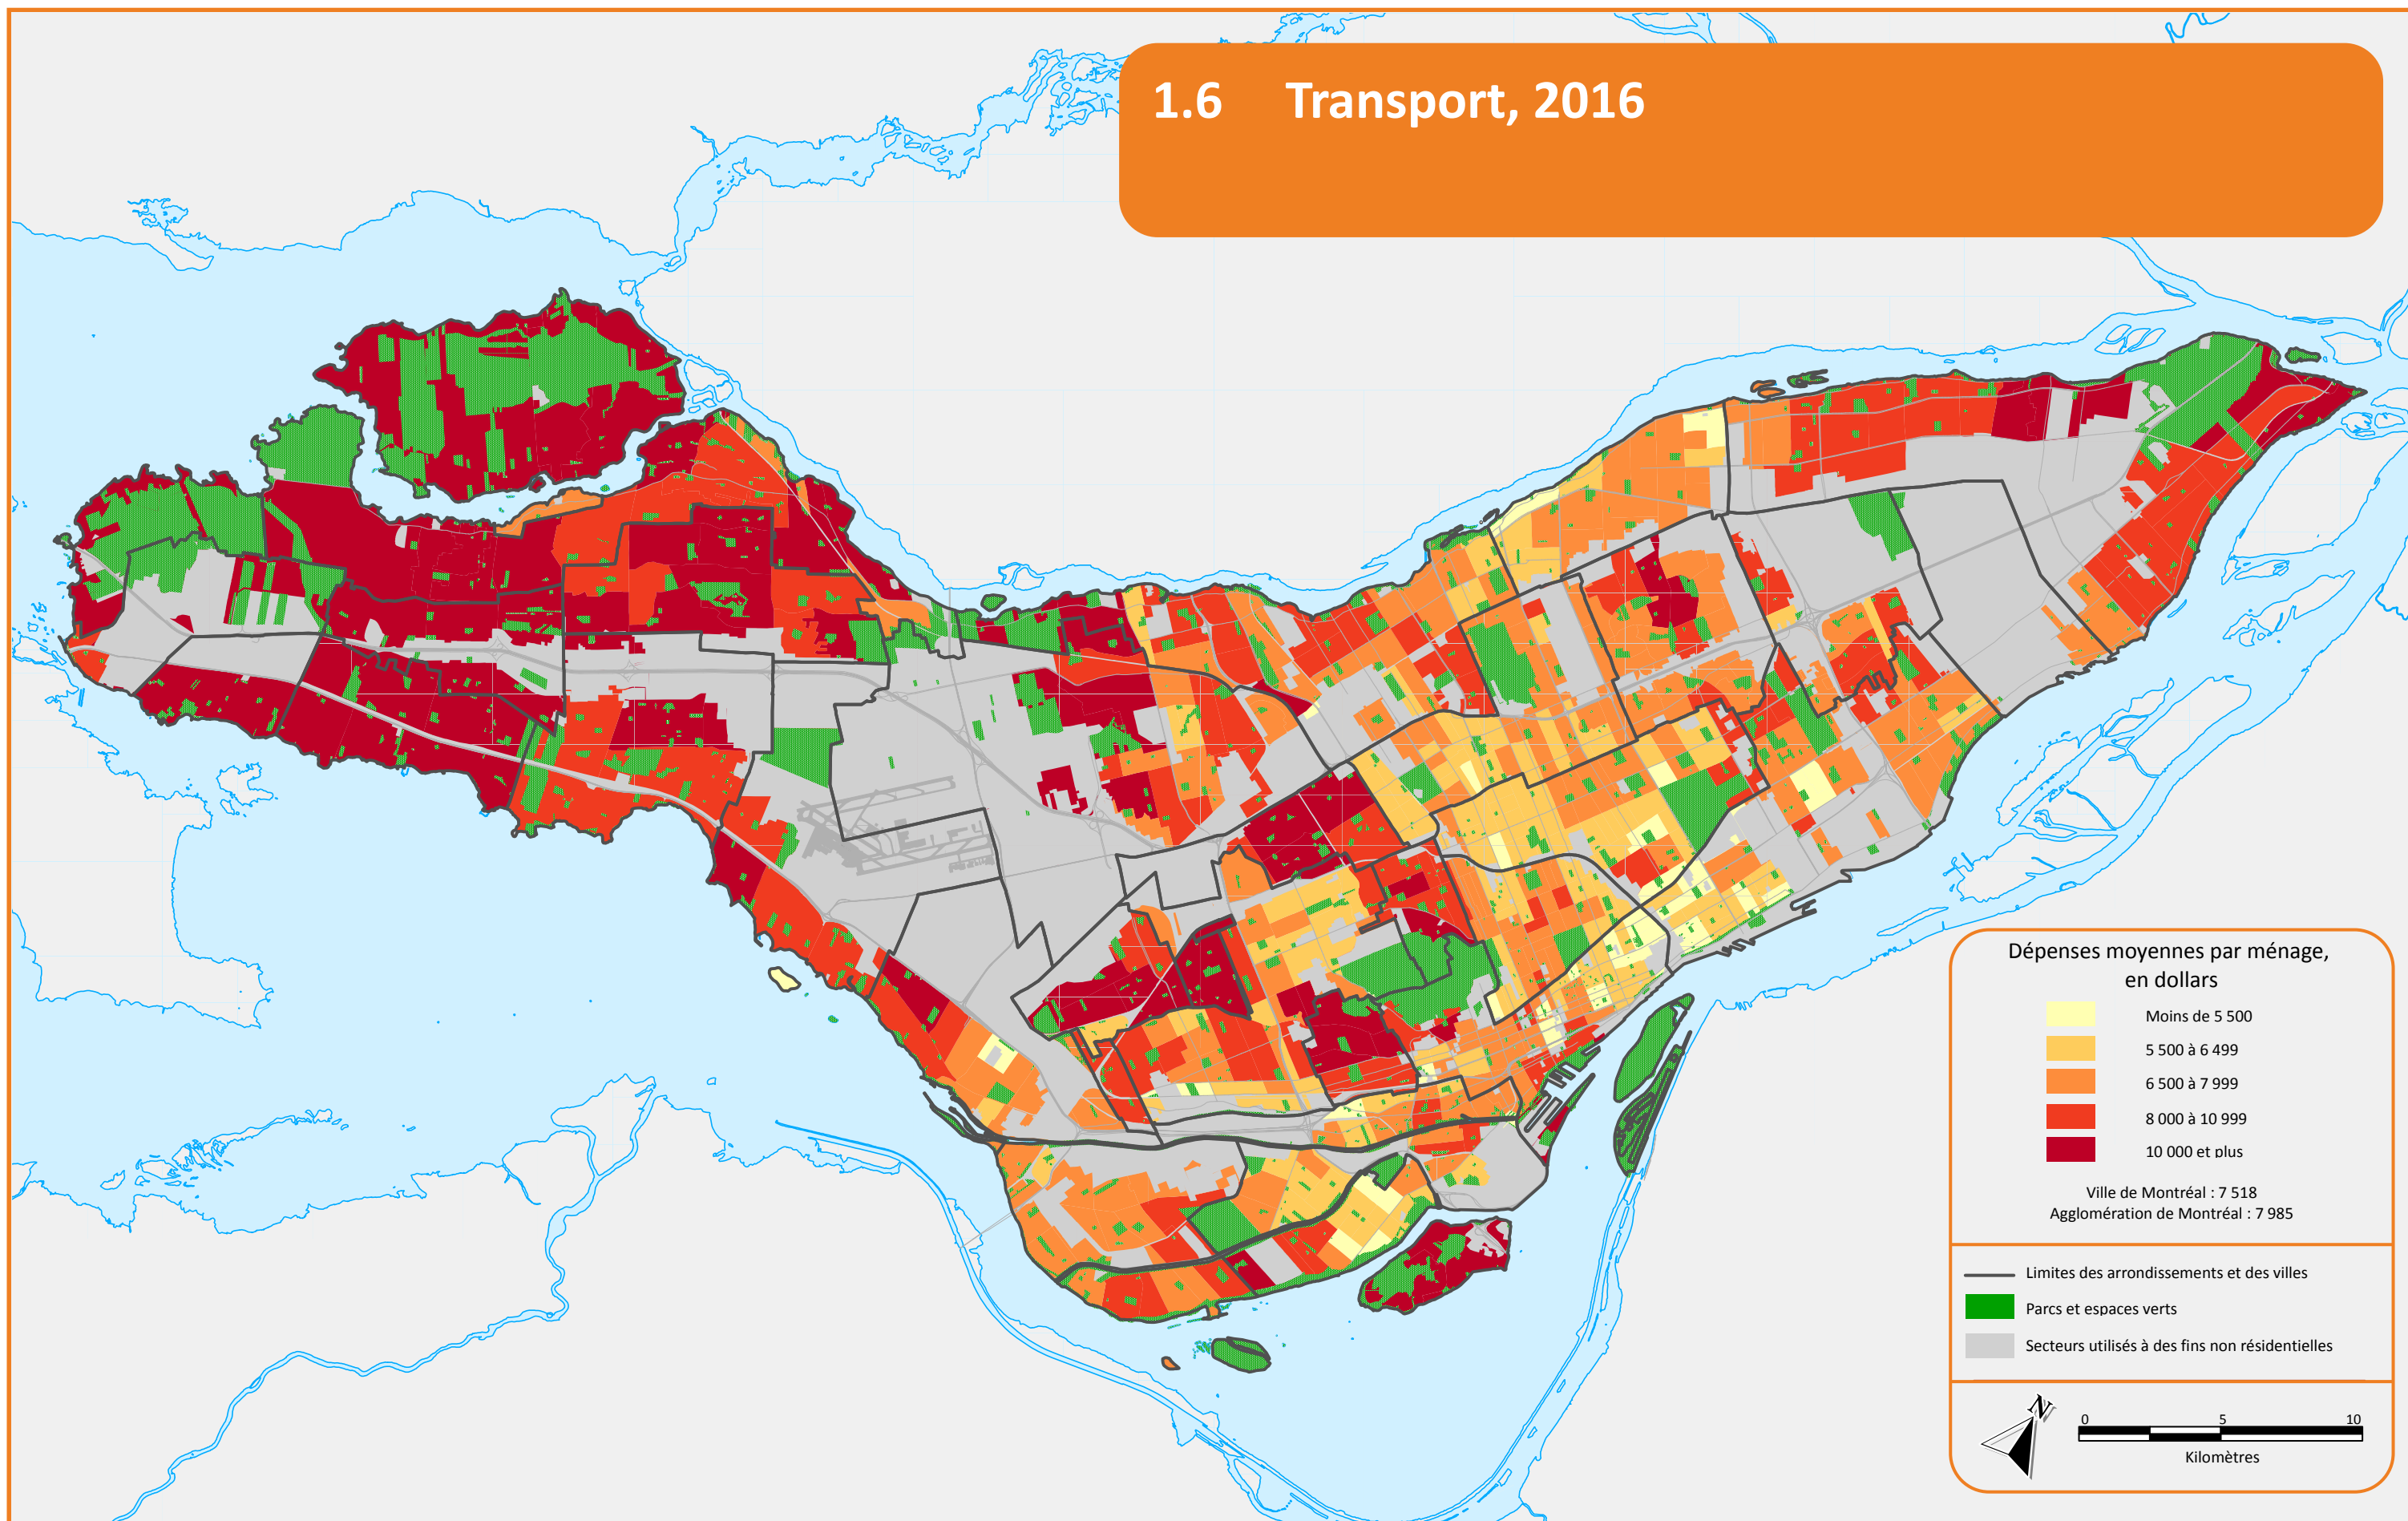 1.6 Transport, 2016
Dépenses moyennes par ménage,
en dollars
Moins de 5 500
5 500 à 6 499
6 500 à 7 999
8 000 à 10 999
10 000 et plus
Ville de Montréal : 7 518
Agglomération de Montréal : 7 985
Limites des arrondissements et des villes
Parcs et espaces verts
Secteurs utilisés à des fins non résidentielles
N
0 5 10
Kilomètres